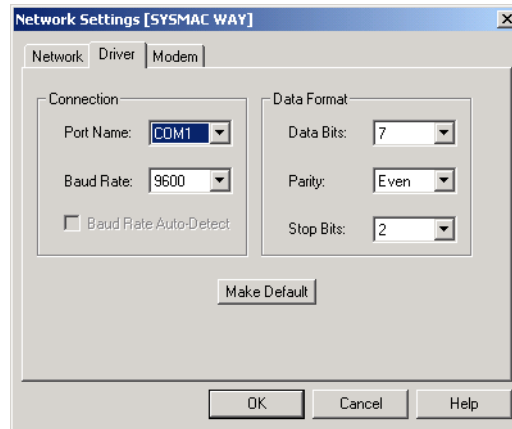 Network Settings [SYSMAC WAY]
Network Driver Modem
Connection
Port Name: COM1
Baud Rate: 9600
Baud Rate Auto-Detect
Data Format
Data Bits: 7
Parity: Even
Stop Bits: 2
Make Default
OK Cancel Help